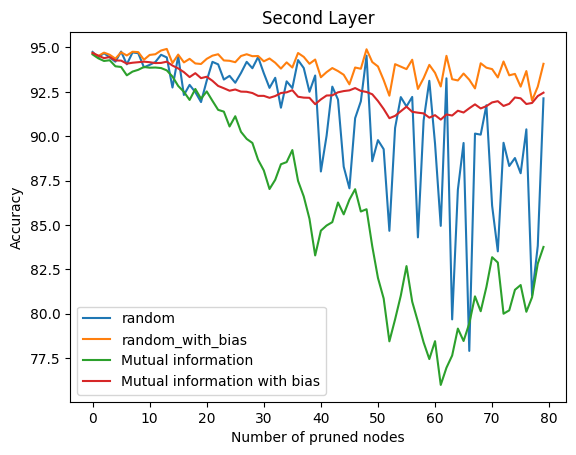 Second Layer
Accuracy
95.0
92.5
90.0
87.5
85.0
82.5
80.0
77.5
random
random_with_bias
Mutual information
Mutual information with bias
0 10 20 30 40 50 60 70 80
Number of pruned nodes